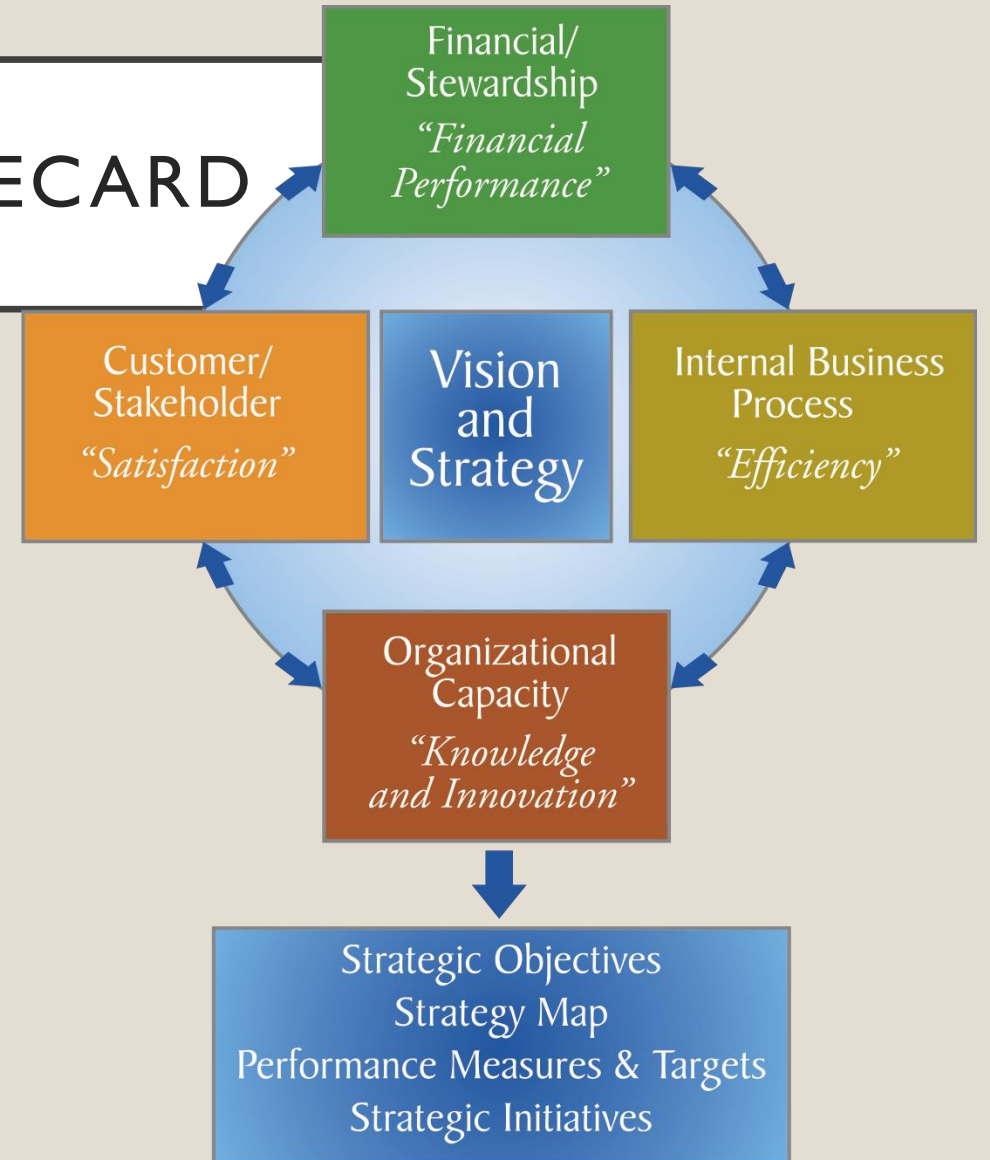 ECARD
Financial/
Stewardship
“Financial
Performance”
Customer/
Stakeholder
“Satisfaction”
Vision
and
Strategy
Internal Business
Process
“Efficiency”
Organizational
Capacity
“Knowledge
and Innovation”
Strategic Objectives
Strategy Map
Performance Measures & Targets
Strategic Initiatives